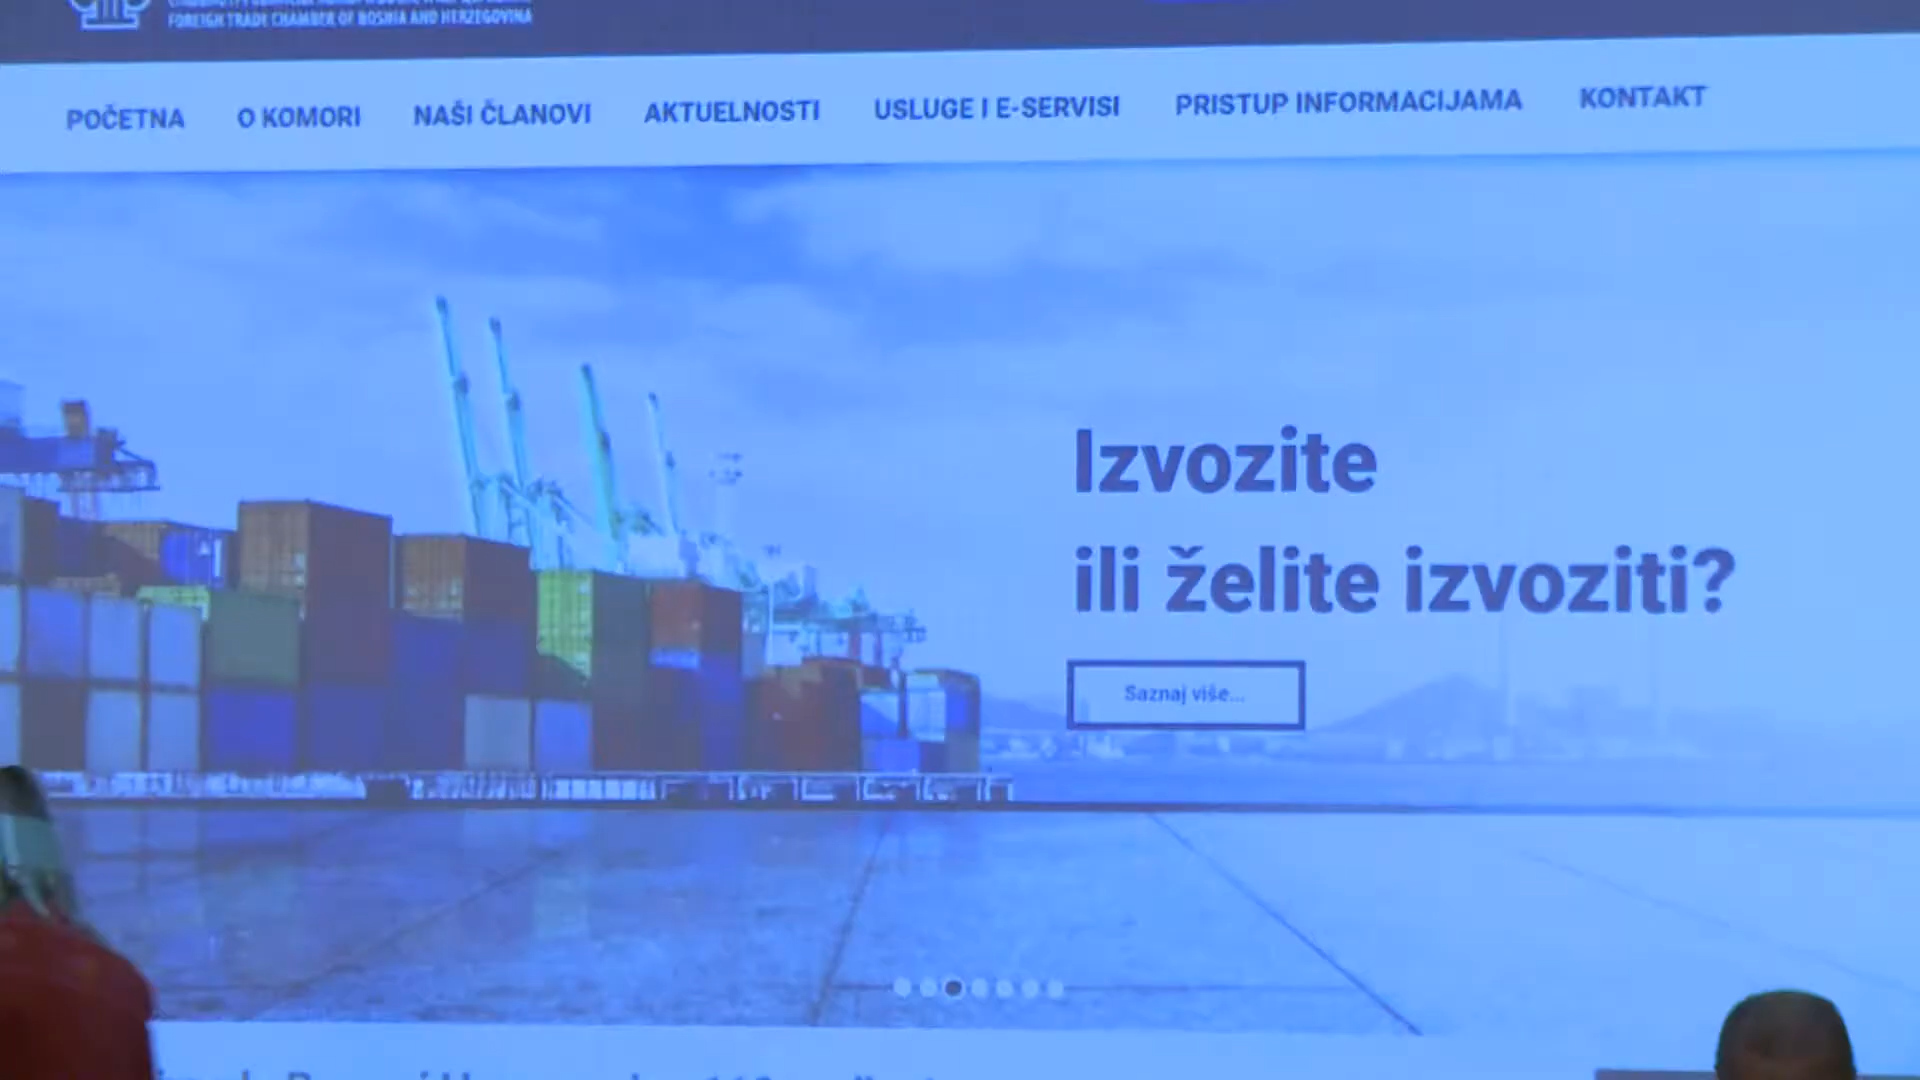 FOREIGN TRADE CHAMBER OF BOSNIA AND HERZEGOVINA
POČETNA O KOMORI NAŠI ČLANOVI AKTUELNOSTI USLUGE I E-SERVISI PRISTUP INFORMACIJAMA KONTAKT
Izvozite
ili želite izvoziti?
Saznaj više...